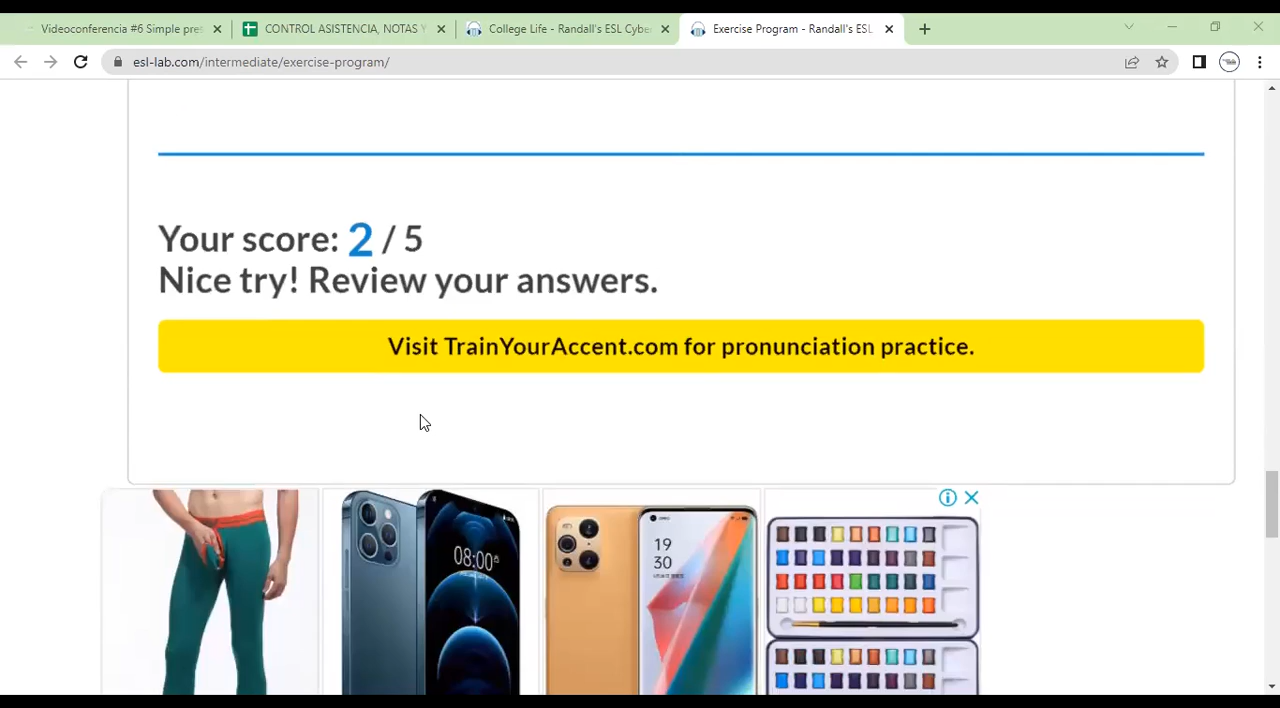 Videoconferencia #6 Simple pres
CONTROL ASISTENCIA, NOTAS Y
College Life - Randall's ESL Cybe
Exercise Program - Randall's ESL
esl-lab.com/intermediate/exercise-program/
Your score: 2 / 5
Nice try! Review your answers.
Visit TrainYourAccent.com for pronunciation practice.
08:00
19
30